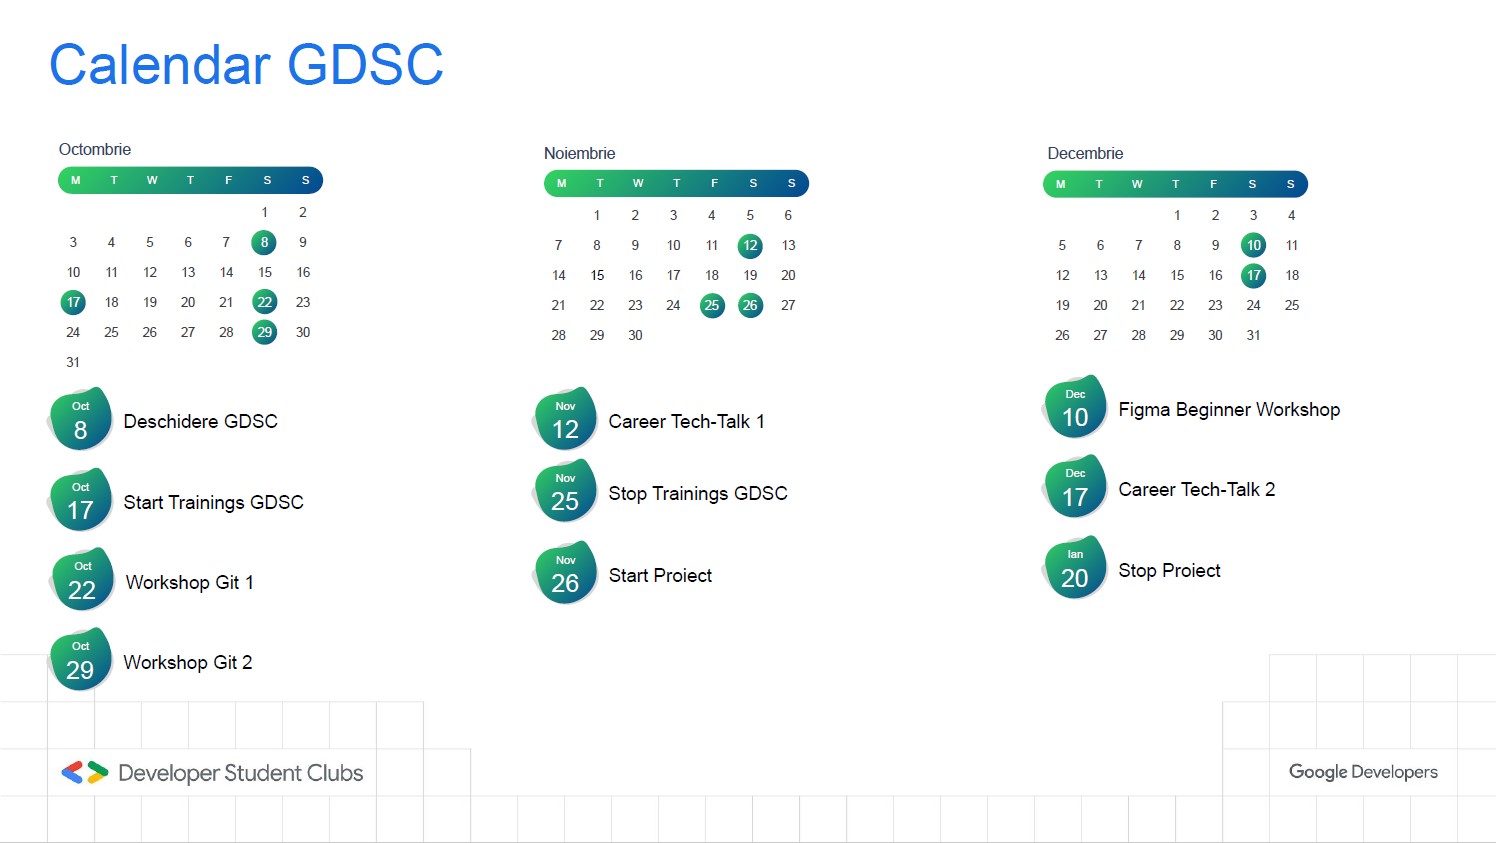 Calendar GDSC
Octombrie
M T W T F S S
1 2
3 4 5 6 7 8 9
10 11 12 13 14 15 16
17 18 19 20 21 22 23
24 25 26 27 28 29 30
31
Oct
8
Deschidere GDSC
Oct
17
Start Trainings GDSC
Oct
22
Workshop Git 1
Oct
29
Workshop Git 2
Noiembrie
M T W T F S S
1 2 3 4 5 6
7 8 9 10 11 12 13
14 15 16 17 18 19 20
21 22 23 24 25 26 27
28 29 30
Nov
12
Career Tech-Talk 1
Nov
25
Stop Trainings GDSC
Nov
26
Start Proiect
Decembrie
M T W T F S S
1 2 3 4
5 6 7 8 9 10 11
12 13 14 15 16 17 18
19 20 21 22 23 24 25
26 27 28 29 30 31
Dec
10
Figma Beginner Workshop
Dec
17
Career Tech-Talk 2
Ian
20
Stop Proiect
Developer Student Clubs
Google Developers